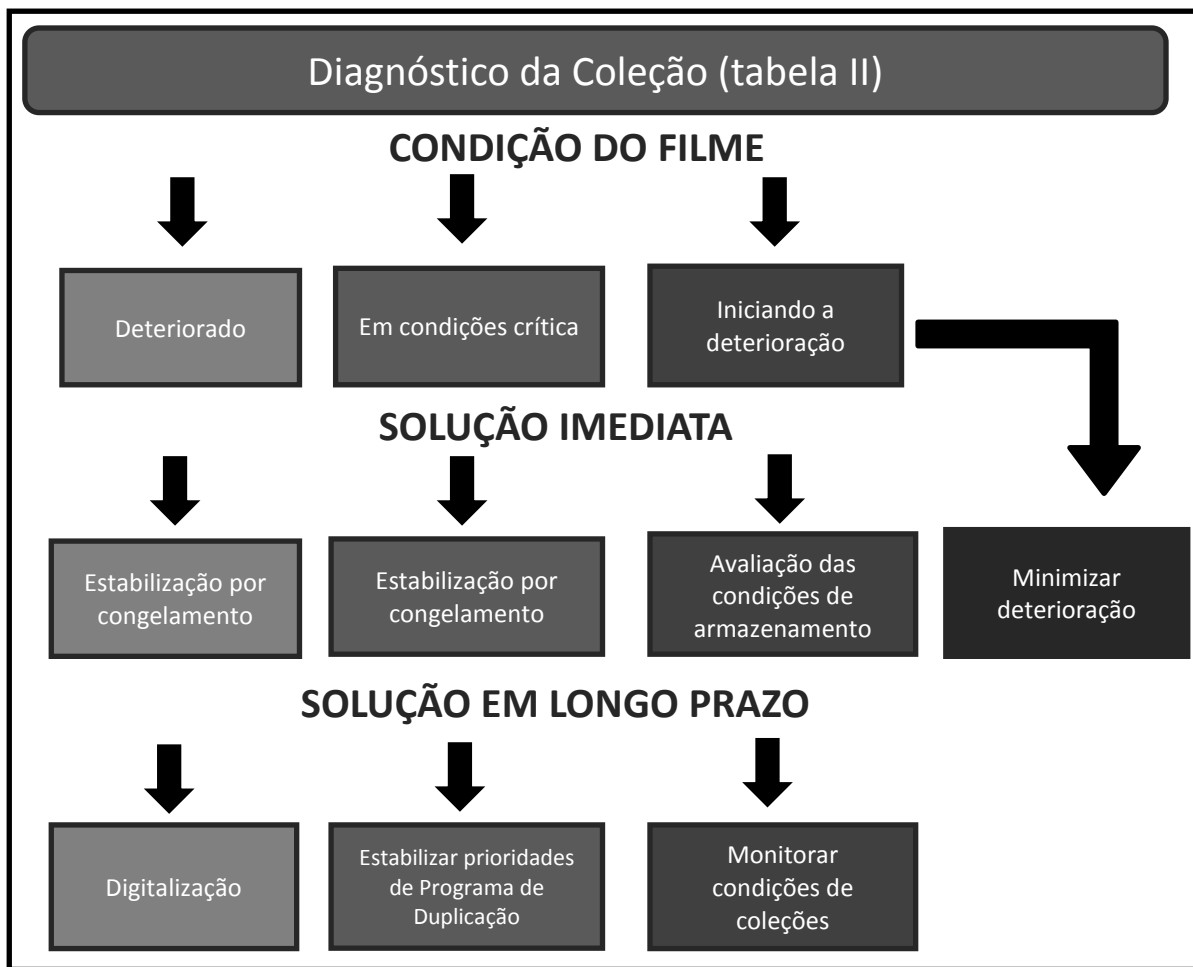 Diagnóstico da Coleção (tabela II)
CONDIÇÃO DO FILME
Deteriorado
Em condições crítica
Iniciando a
deterioração
SOLUÇÃO IMEDIATA
Estabilização por
congelamento
Estabilização por
congelamento
Avaliação das
condições de
armazenamento
Minimizar
deterioração
SOLUÇÃO EM LONGO PRAZO
Digitalização
Estabilizar prioridades
de Programa de
Duplicação
Monitorar
condições de
coleções